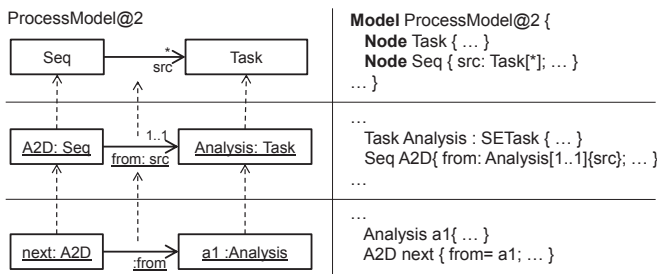 ProcessModel@2
Seq
*
src
Task
A2D: Seq
1..1
from: src
Analysis: Task
next: A2D
:from
a1 :Analysis
Model ProcessModel@2 {
Node Task { … }
Node Seq { src: Task[*]; … }
… }
…
Task Analysis : SETask { … }
Seq A2D{ from: Analysis[1..1]{src}; … }
…
…
Analysis a1{ … }
A2D next { from= a1; … }